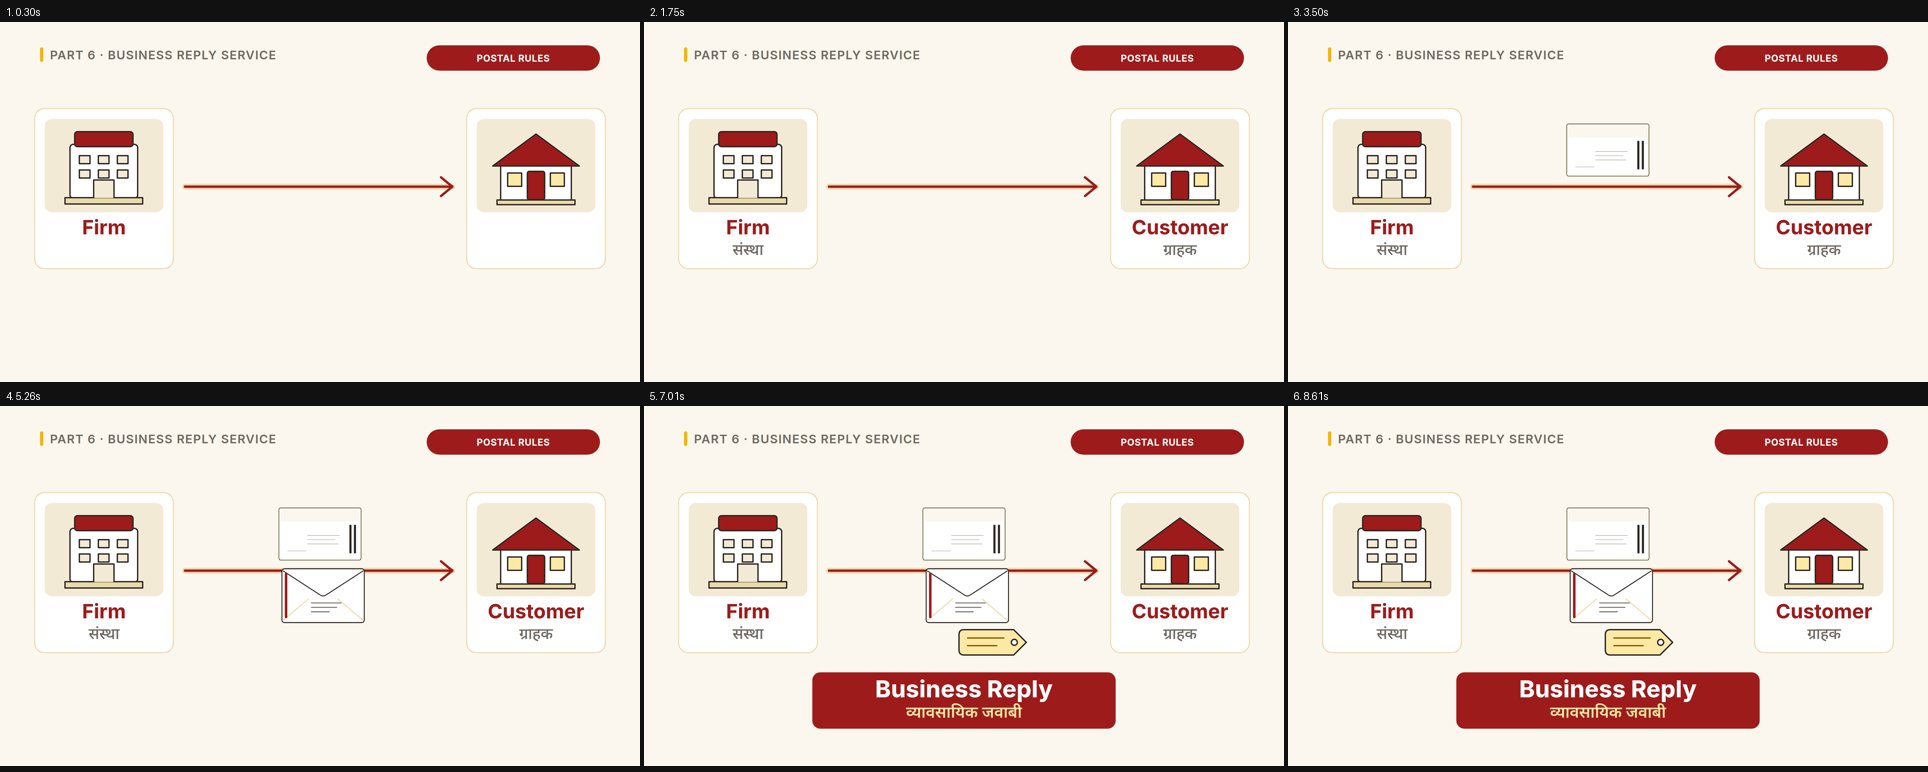 1. 0.30s
PART 6 · BUSINESS REPLY SERVICE
POSTAL RULES
Firm
2. 1.75s
PART 6 · BUSINESS REPLY SERVICE
POSTAL RULES
Firm
संस्था
Customer
ग्राहक
3. 3.50s
PART 6 · BUSINESS REPLY SERVICE
POSTAL RULES
Firm
संस्था
Customer
ग्राहक
4. 5.26s
PART 6 · BUSINESS REPLY SERVICE
POSTAL RULES
Firm
संस्था
Customer
ग्राहक
5. 7.01s
PART 6 · BUSINESS REPLY SERVICE
POSTAL RULES
Firm
संस्था
Customer
ग्राहक
Business Reply
व्यावसायिक जवाबी
6. 8.61s
PART 6 · BUSINESS REPLY SERVICE
POSTAL RULES
Firm
संस्था
Customer
ग्राहक
Business Reply
व्यावसायिक जवाबी